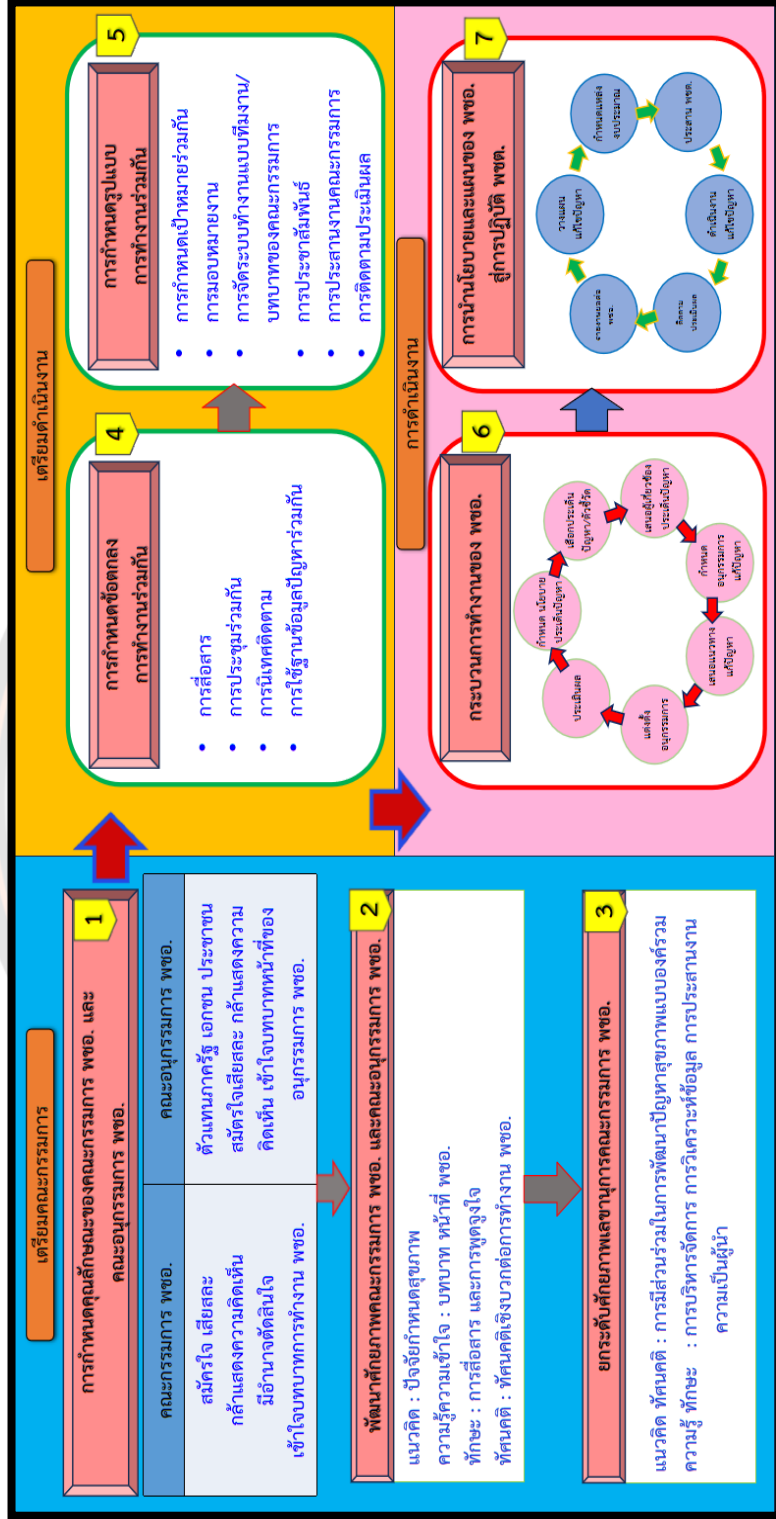 เตรียมคณะกรรมการ
1
การกำหนดคุณลักษณะของคณะกรรมการ พชอ. และ
คณะอนุกรรมการ พชอ.
คณะกรรมการ พชอ.
สมัครใจ เสียสละ
กล้าแสดงความคิดเห็น
มีอำนาจตัดสินใจ
เข้าใจบทบาทการทำงาน พชอ.
คณะอนุกรรมการ พชอ.
ตัวแทนภาครัฐ เอกชน ประชาชน
สมัตรใจเสียสละ กล้าแสดงความ
คิดเห็น เข้าใจบทบาทหน้าที่ของ
อนุกรรมการ พชอ.
2
พัฒนาศักยภาพคณะกรรมการ พชอ. และคณะอนุกรรมการ พชอ.
แนวคิด : ปัจจัยกำหนดสุขภาพ
ความรู้ความเข้าใจ : บทบาท หน้าที่ พชอ.
ทักษะ : การสื่อสาร และการพูดจูงใจ
ทัศนคติ : ทัศนคติเชิงบวกต่อการทำงาน พชอ.
3
ยกระดับศักยภาพเลขานุการคณะกรรมการ พชอ.
แนวคิด ทัศนคติ : การมีส่วนร่วมในการพัฒนาปัญหาสุขภาพแบบองค์รวม
ความรู้ ทักษะ : การบริหารจัดการ การวิเคราะห์ข้อมูล การประสานงาน
ความเป็นผู้นำ
เตรียมดำเนินงาน
4
การกำหนดข้อตกลง
การทำงานร่วมกัน
• การสื่อสาร
• การประชุมร่วมกัน
• การนิเทศติดตาม
• การใช้ฐานข้อมูลปัญหาร่วมกัน
5
การกำหนดรูปแบบ
การทำงานร่วมกัน
• การกำหนดเป้าหมายร่วมกัน
• การมอบหมายงาน
• การจัดระบบทำงานแบบทีมงาน/
บทบาทของคณะกรรมการ
• การประชาสัมพันธ์
• การประสานงานคณะกรรมการ
• การติดตามประเมินผล
การดำเนินงาน
6
กระบวนการทำงานของ พชอ.
กำหนด นโยบาย
ประเด็นปัญหา
เลือกประเด็น
ปัญหา/ตัวชี้วัด
เสนอผู้เกี่ยวข้อง
ประเด็นปัญหา
กำหนด
อนุกรรมการ
แก้ปัญหา
เสนอแนวทาง
แก้ปัญหา
แต่งตั้ง
อนุกรรมการ
ประเมินผล
7
การนำนโยบายและแผนของ พชอ.
สู่การปฏิบัติ พชต.
วางแผน
แก้ไขปัญหา
กำหนดแหล่ง
งบประมาณ
ประสาน พชต.
ดำเนินงาน
แก้ไขปัญหา
ติดตาม
ประเมินผล
พชอ.